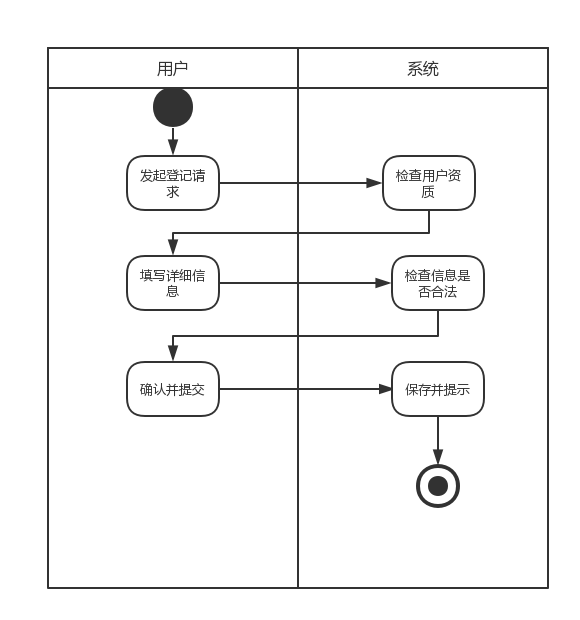 用户
系统
发起登记请
求
检查用户资
质
填写详细信
息
检查信息是
否合法
确认并提交
保存并提示